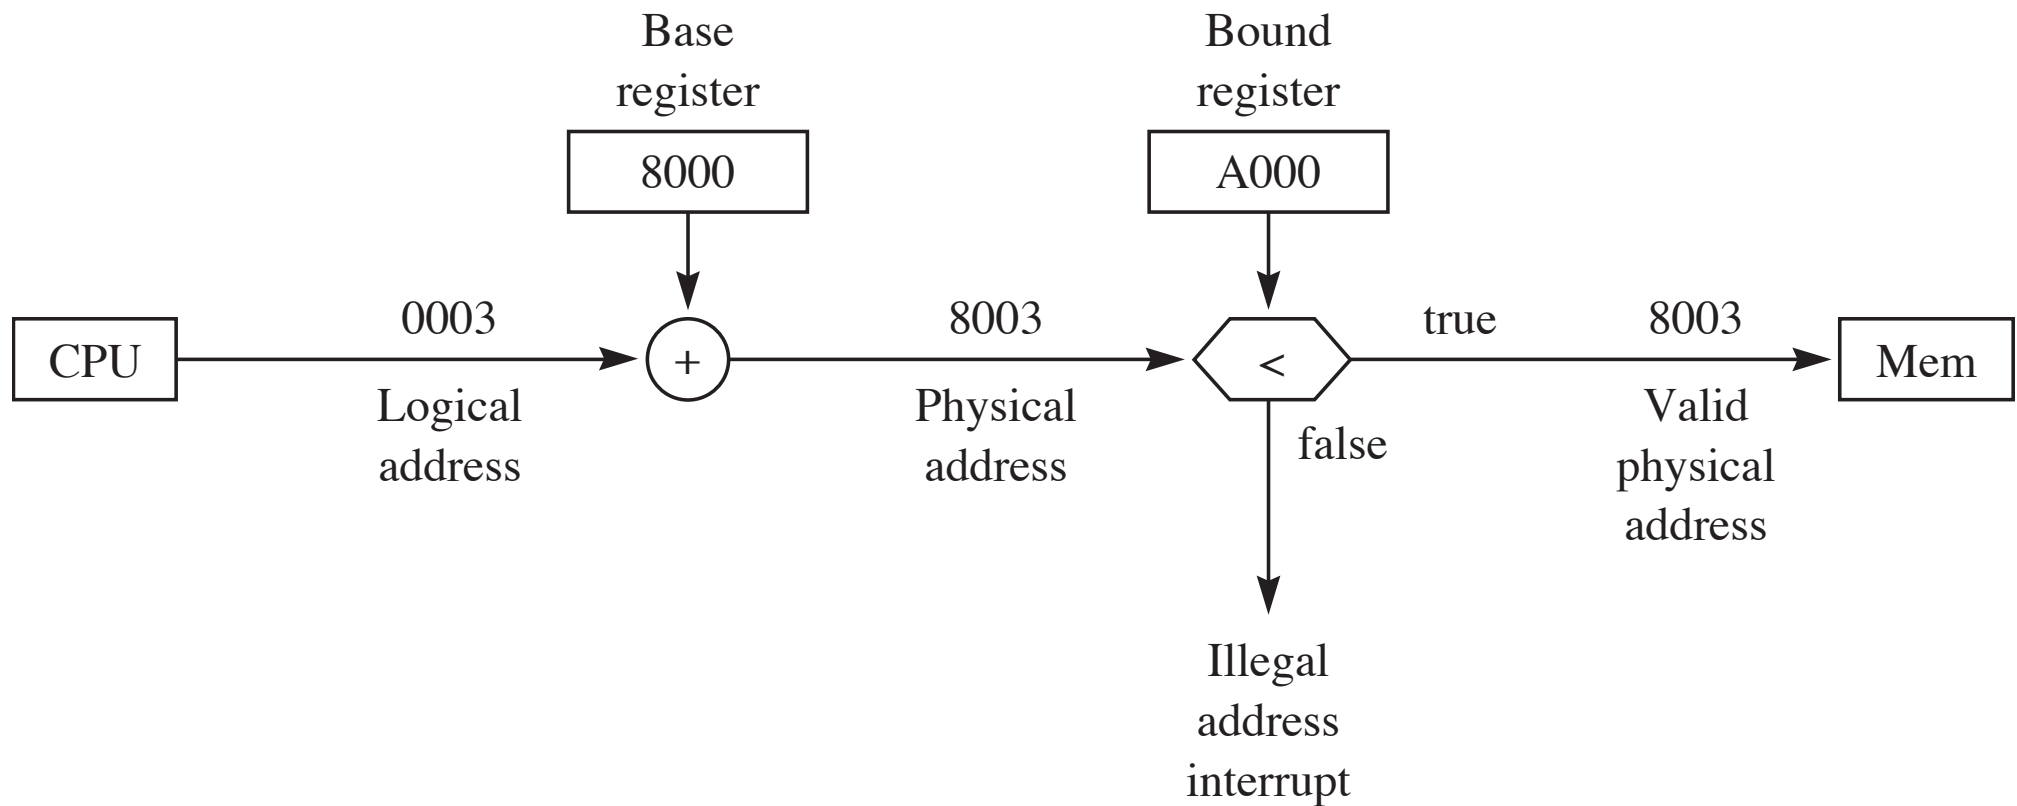 Base
register
8000
Bound
register
A000
CPU
0003
Logical
address
+
8003
Physical
address
<
true
false
8003
Valid
physical
address
Mem
Illegal
address
interrupt